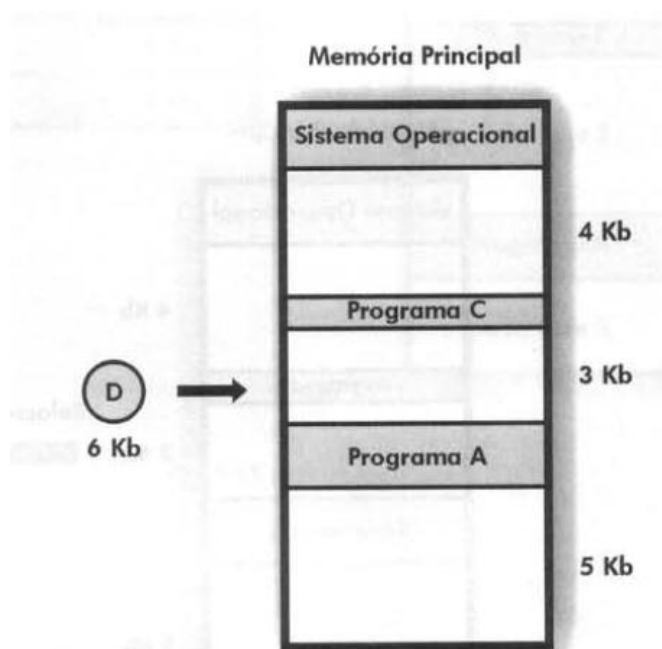 Memória Principal
Sistema Operacional
4 Kb
Programa C
3 Kb
D
6 Kb
Programa A
5 Kb